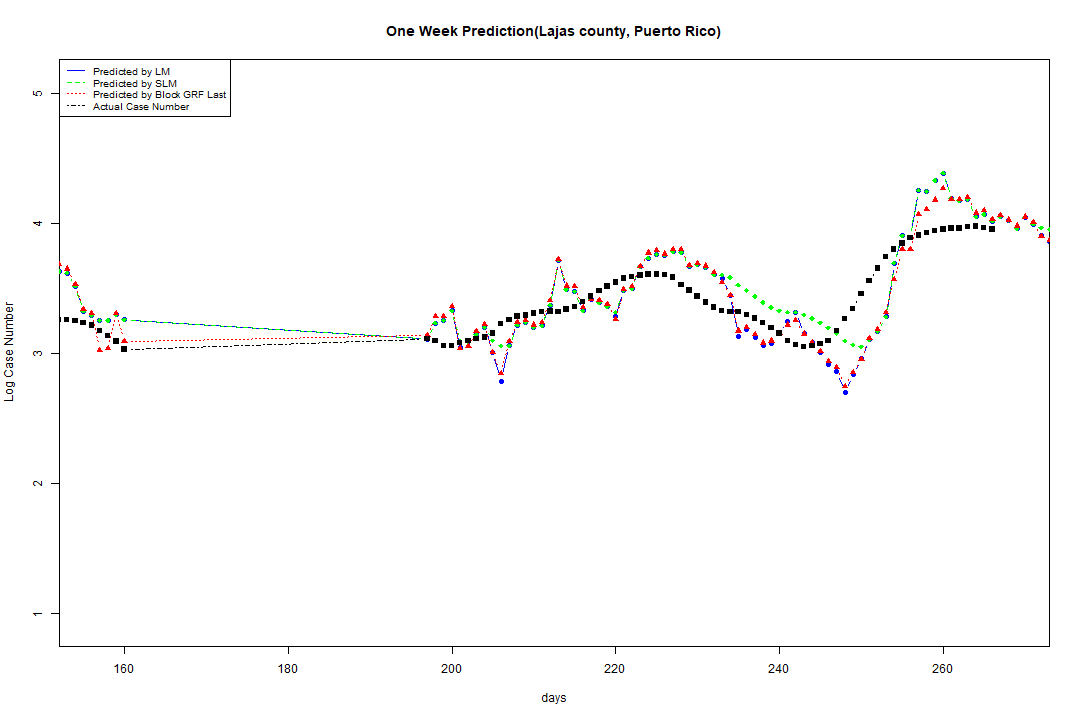 One Week Prediction(Lajas county, Puerto Rico)
Predicted by LM
Predicted by SLM
Predicted by Block GRF Last
Actual Case Number
Log Case Number
5
4
3
2
1
160 180 200 220 240 260
days